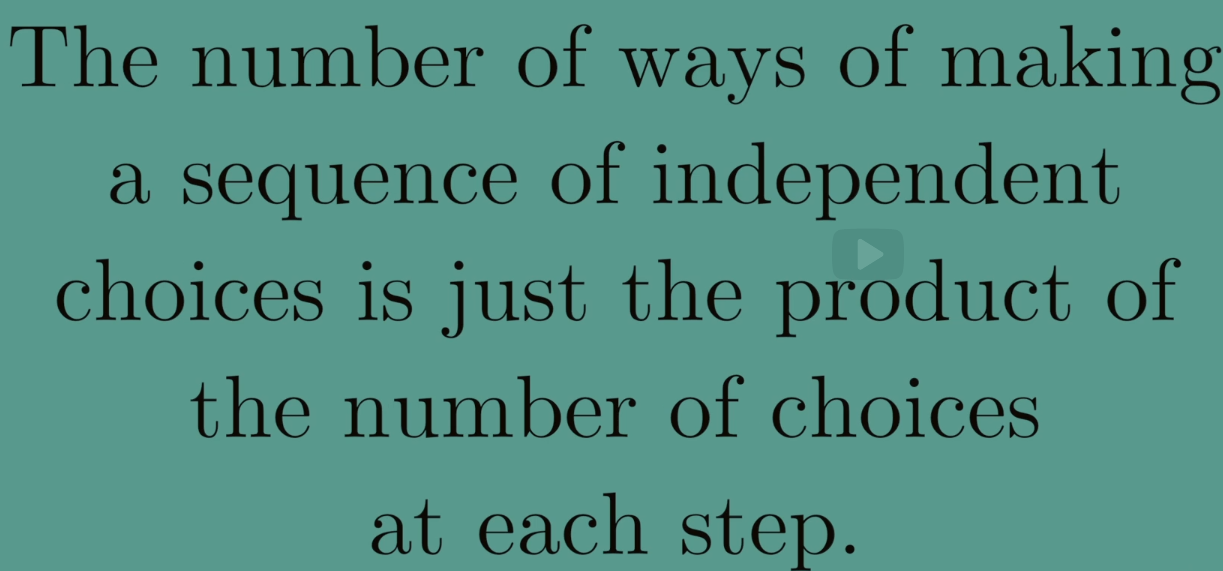 The number of ways of making
a sequence of independent
choices is just the product of
the number of choices
at each step.